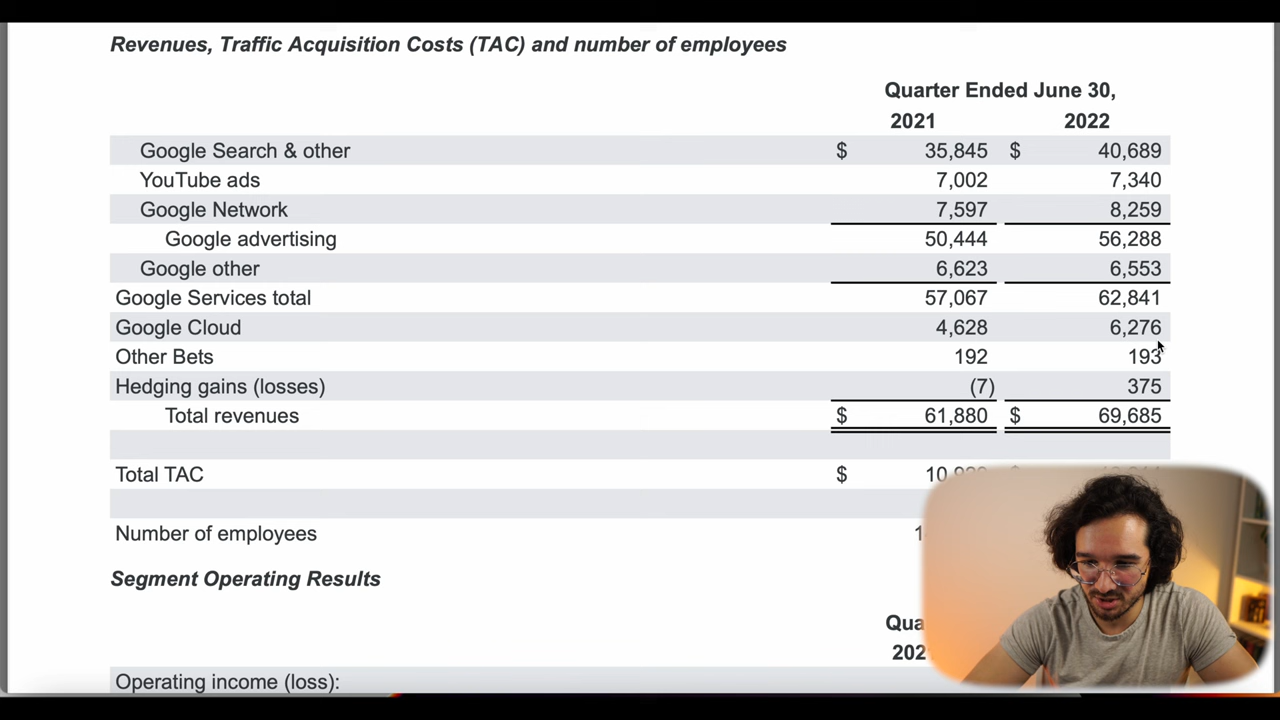 Revenues, Traffic Acquisition Costs (TAC) and number of employees
Quarter Ended June 30,
2021 2022
Google Search & other $ 35,845 $ 40,689
YouTube ads 7,002 7,340
Google Network 7,597 8,259
Google advertising 50,444 56,288
Google other 6,623 6,553
Google Services total 57,067 62,841
Google Cloud 4,628 6,276
Other Bets 192 193
Hedging gains (losses) (7) 375
Total revenues $ 61,880 $ 69,685
Total TAC $
Number of employees
Segment Operating Results
Operating income (loss):